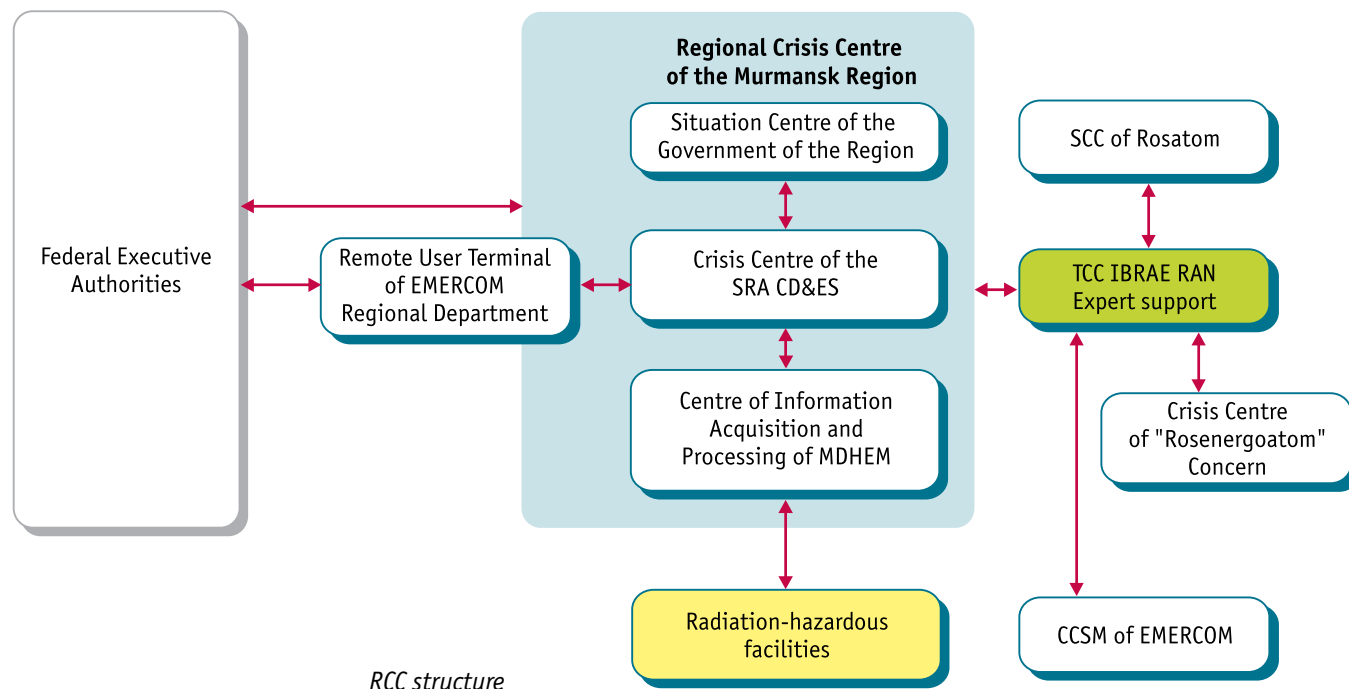 Regional Crisis Centre
of the Murmansk Region
Situation Centre of the
Government of the Region
SCC of Rosatom
Federal Executive
Authorities
Remote User Terminal
of EMERCOM
Regional Department
Crisis Centre of the
SRA CD&ES
TCC IBRAE RAN
Expert support
Centre of Information
Acquisition and
Processing of MDHEM
Crisis Centre
of "Rosenergoatom"
Concern
Radiation-hazardous
facilities
CCSM of EMERCOM
RCC structure